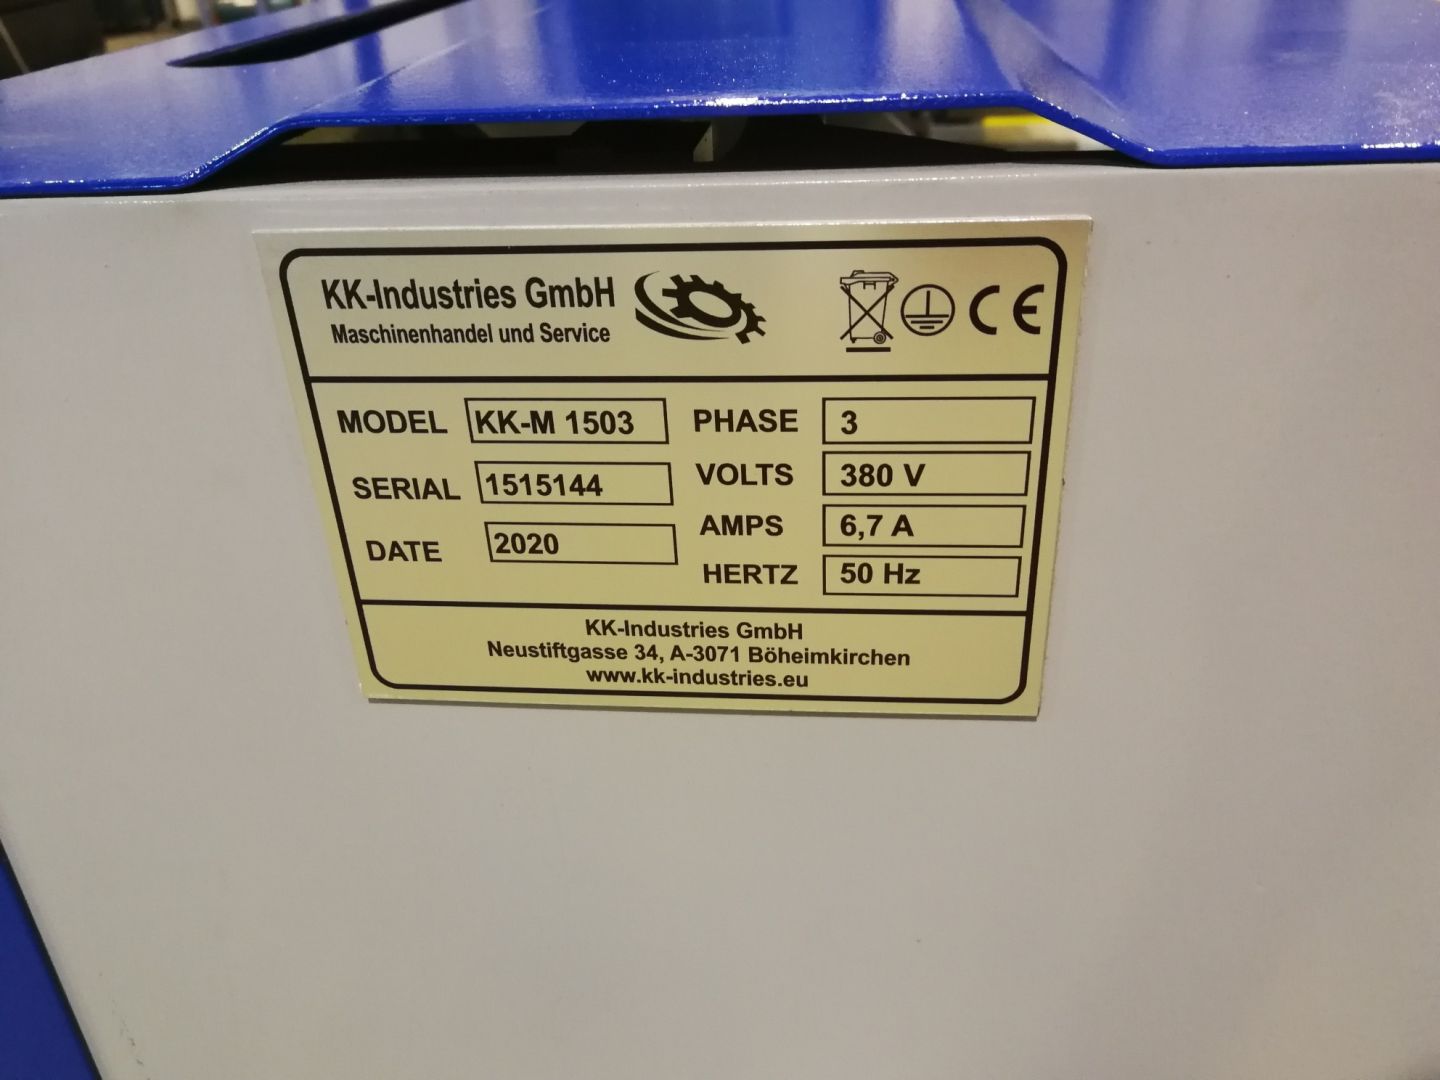 KK-Industries GmbH
Maschinenhandel und Service
CE
MODEL KK-M 1503
SERIAL 1515144
DATE 2020
PHASE 3
VOLTS 380 V
AMPS 6,7 A
HERTZ 50 Hz
KK-Industries GmbH
Neustiftgasse 34, A-3071 Böheimkirchen
www.kk-industries.eu